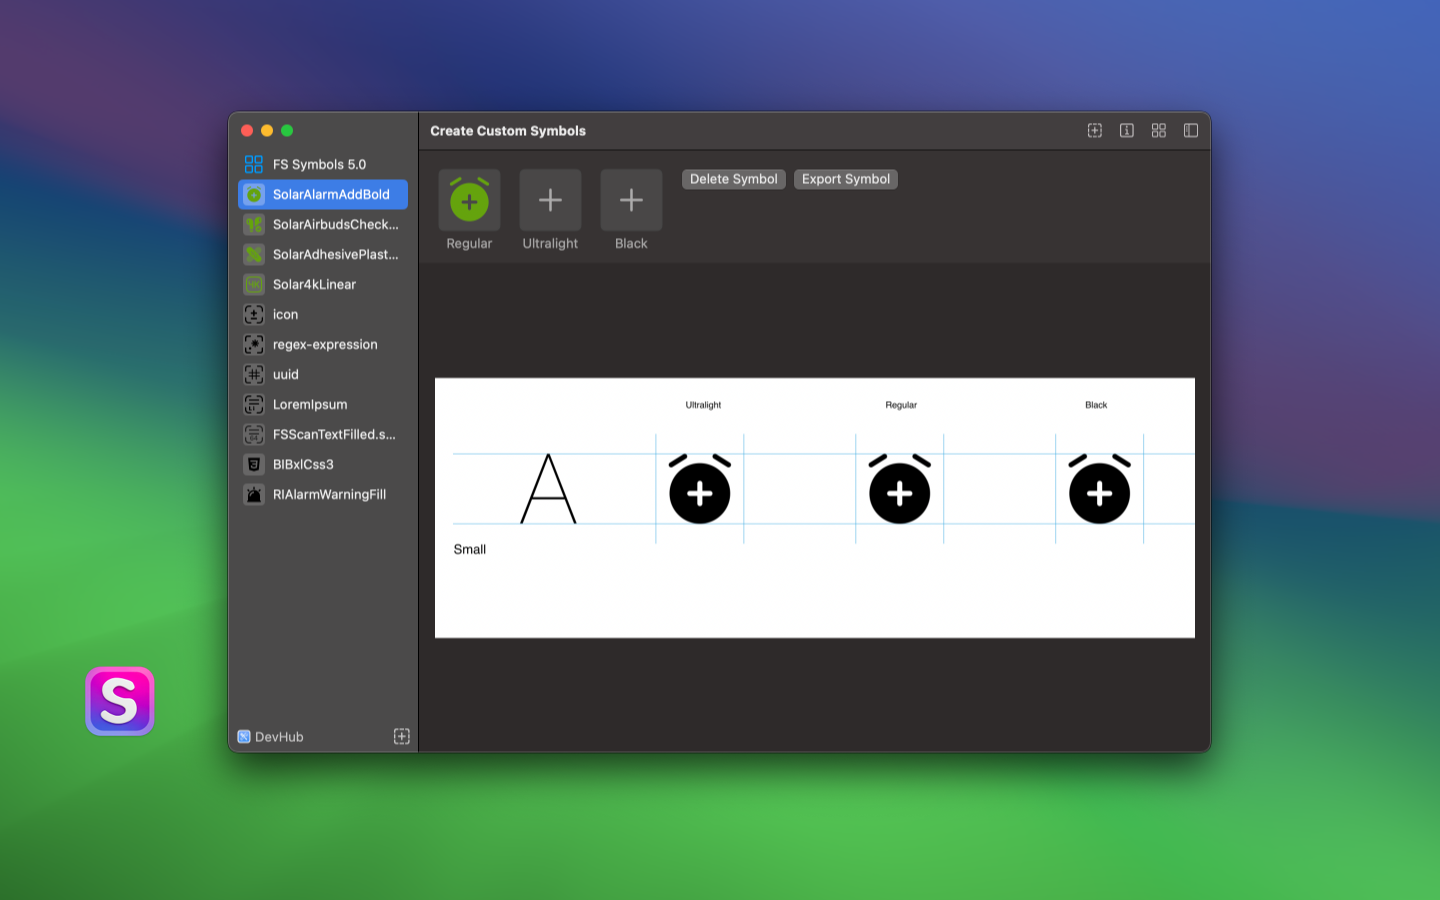 Create Custom Symbols
FS Symbols 5.0
SolarAlarmAddBold
SolarAirbudsCheck...
SolarAdhesivePlast...
Solar4kLinear
icon
regex-expression
uuid
LoremIpsum
FSScanTextFilled.s...
BIBxlCss3
RIAlarmWarningFill
DevHub
Regular
Ultralight
Black
Delete Symbol
Export Symbol
Ultralight
Regular
Black
A
Small
S